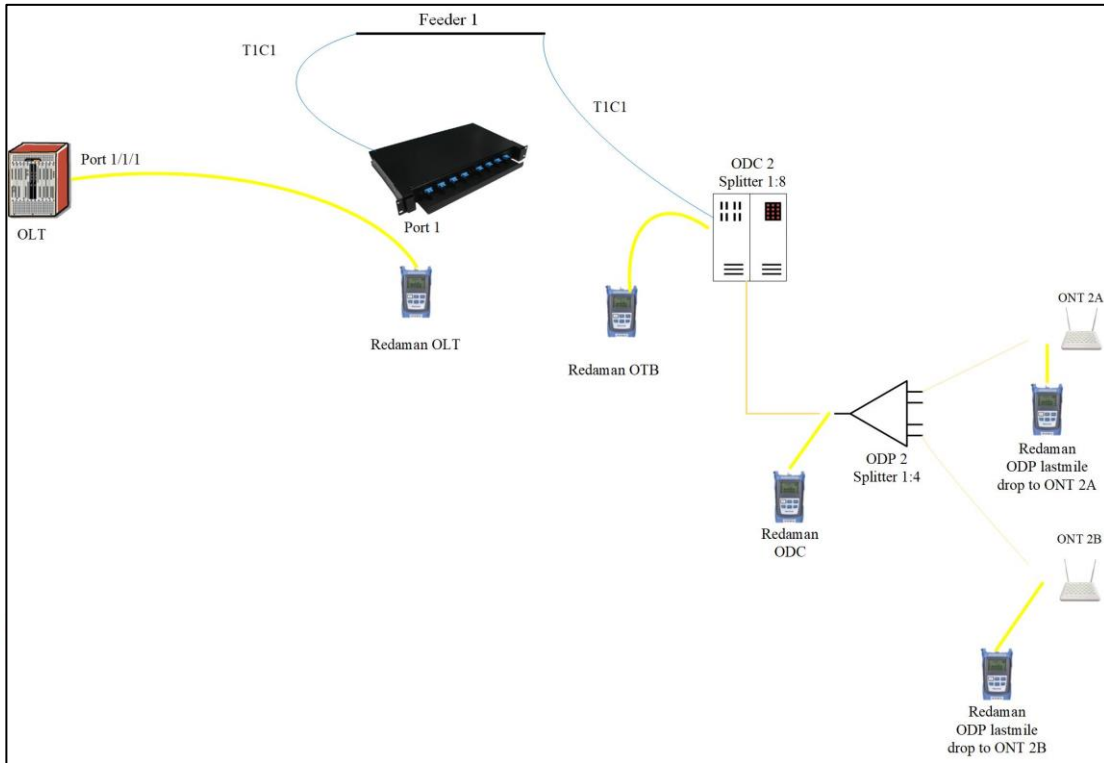 Feeder 1
T1C1
T1C1
Port 1/1/1
OLT
Port 1
Redaman OLT
ODC 2
Splitter 1:8
Redaman OTB
ONT 2A
ODP 2
Splitter 1:4
Redaman
ODP lastmile
drop to ONT 2A
Redaman
ODC
ONT 2B
Redaman
ODP lastmile
drop to ONT 2B